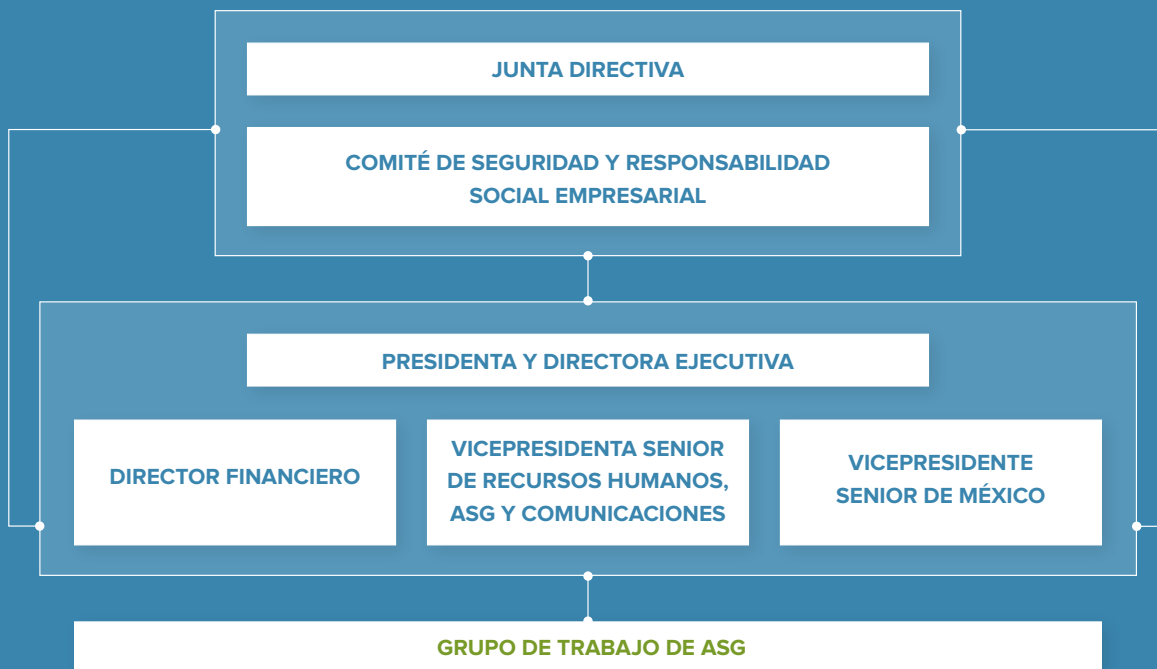 JUNTA DIRECTIVA
COMITÉ DE SEGURIDAD Y RESPONSABILIDAD
SOCIAL EMPRESARIAL
PRESIDENTA Y DIRECTORA EJECUTIVA
DIRECTOR FINANCIERO
VICEPRESIDENTA SENIOR
DE RECURSOS HUMANOS,
ASG Y COMUNICACIONES
VICEPRESIDENTE
SENIOR DE MÉXICO
GRUPO DE TRABAJO DE ASG